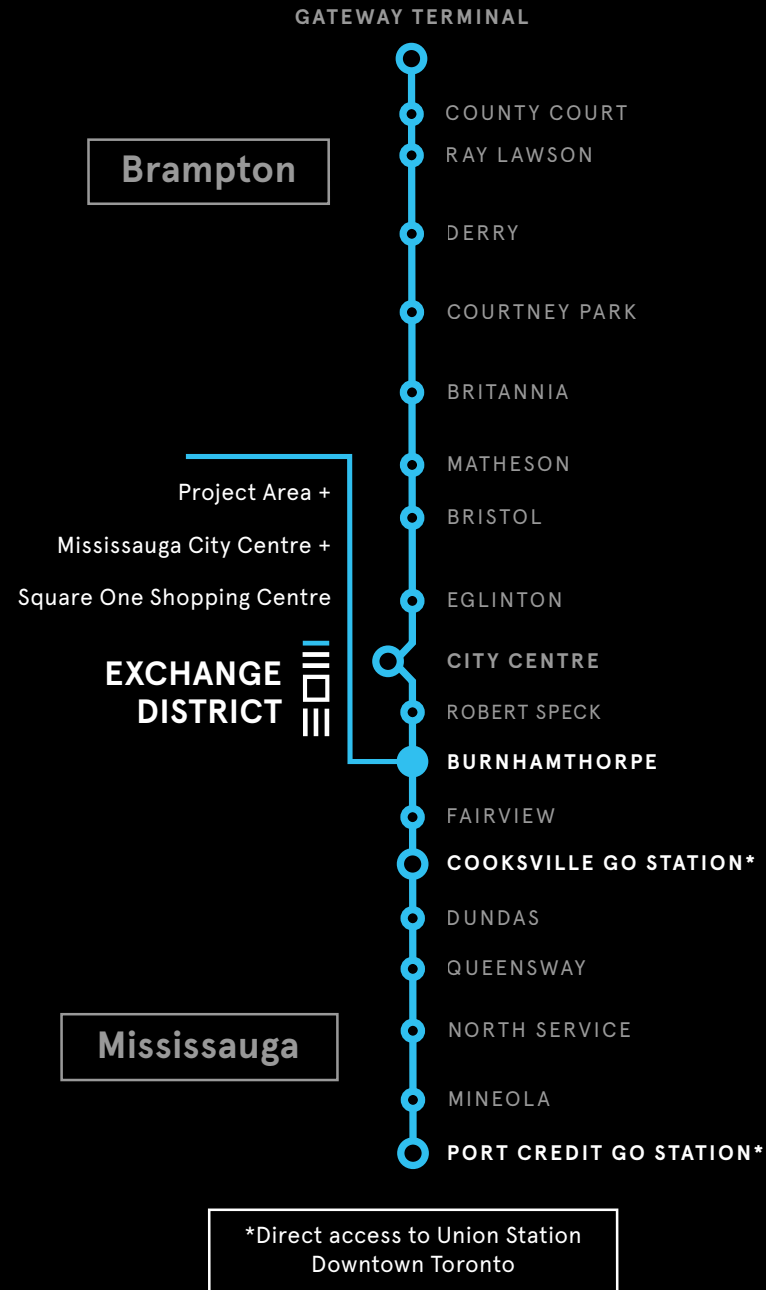 GATEWAY TERMINAL
COUNTY COURT
Brampton
RAY LAWSON
DERRY
COURTNEY PARK
BRITANNIA
MATHESON
Project Area +
BRISTOL
Mississauga City Centre +
Square One Shopping Centre
EGLINTON
CITY CENTRE
EXCHANGE
DISTRICT
ROBERT SPECK
BURNHAMTHORPE
FAIRVIEW
COOKSVILLE GO STATION*
DUNDAS
QUEENSWAY
NORTH SERVICE
Mississauga
MINEOLA
PORT CREDIT GO STATION*
*Direct access to Union Station
Downtown Toronto